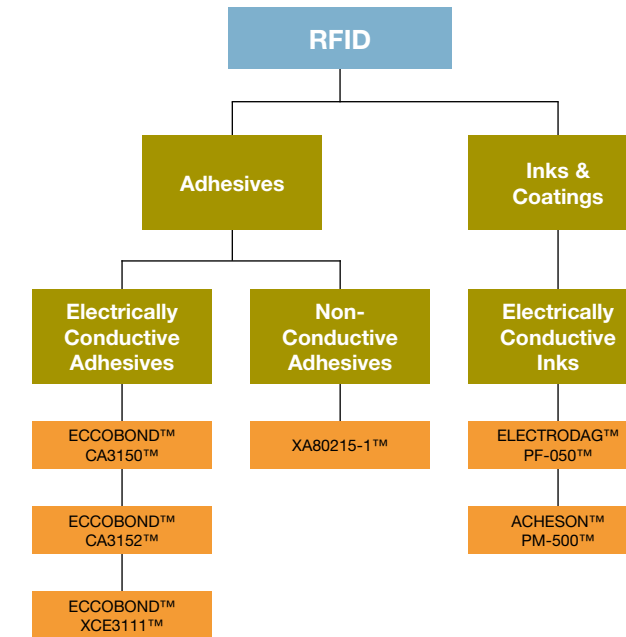 RFID
Adhesives
Inks &
Coatings
Electrically
Conductive
Adhesives
Non-
Conductive
Adhesives
Electrically
Conductive
Inks
ECCOBOND™
CA3150™
XA80215-1™
ELECTRODAG™
PF-050™
ECCOBOND™
CA3152™
ACHESON™
PM-500™
ECCOBOND™
XCE3111™